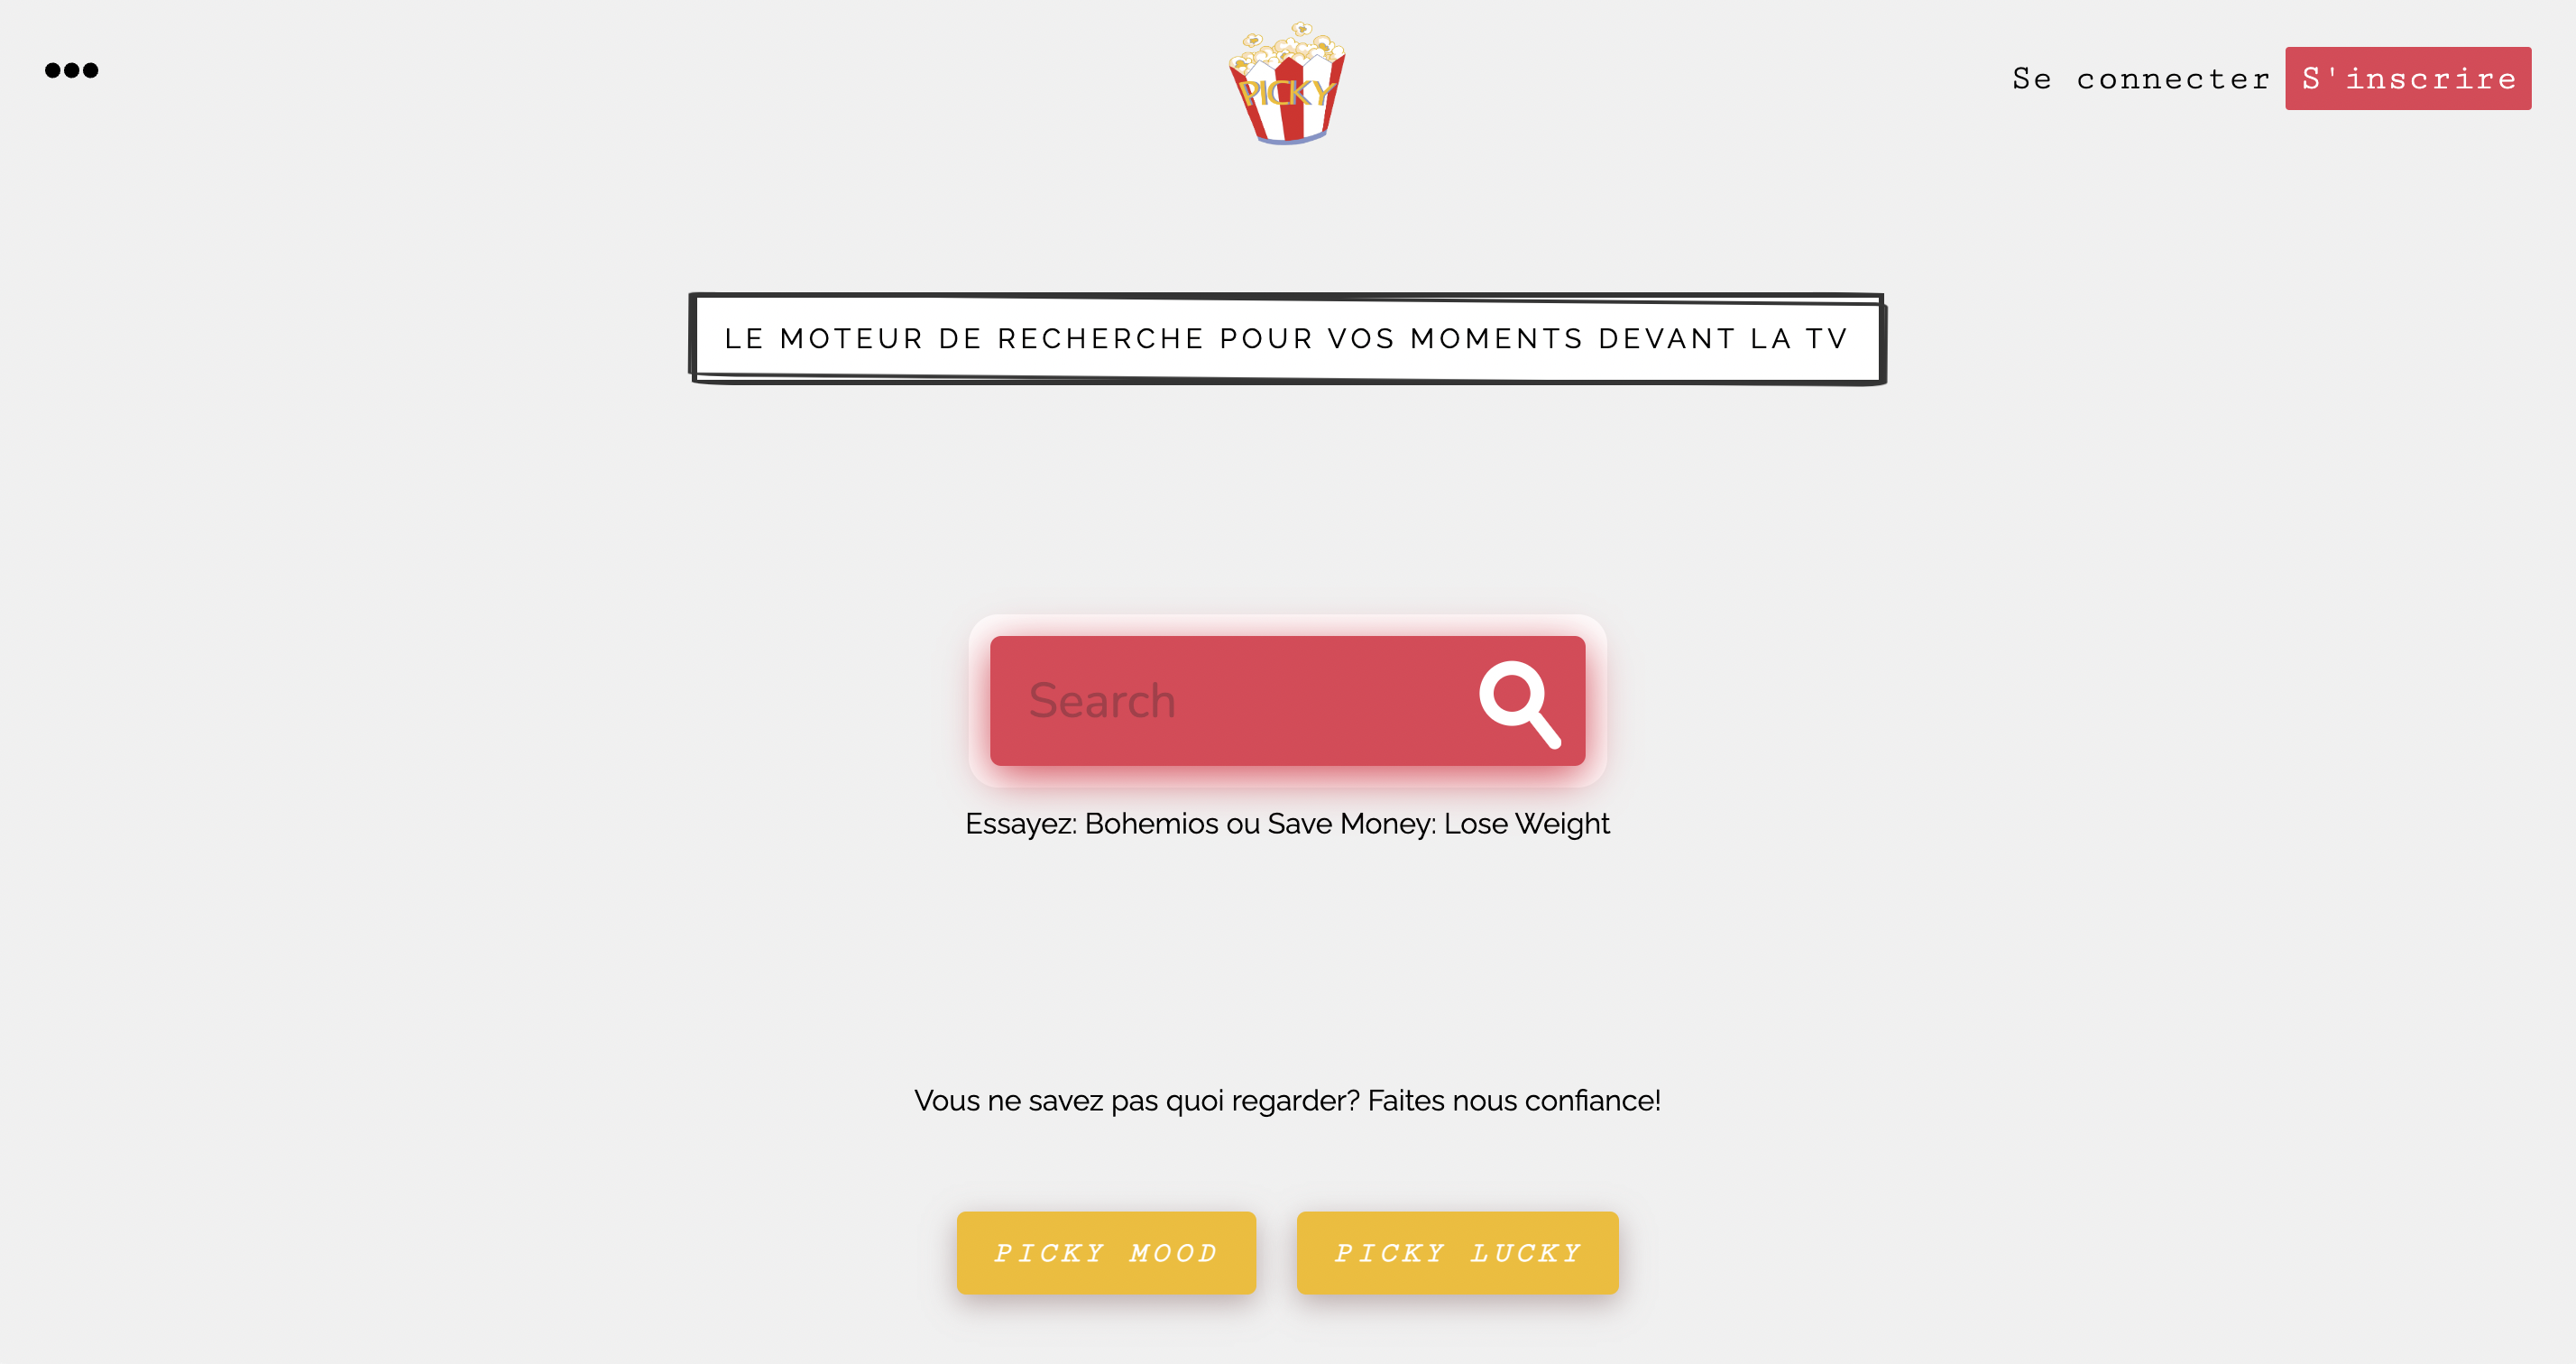 PICKY
Se connecter
S'inscrire
LE MOTEUR DE RECHERCHE POUR VOS MOMENTS DEVANT LA TV
Search
Essayez: Bohemios ou Save Money: Lose Weight
Vous ne savez pas quoi regarder? Faites nous confiance!
PICKY MOOD
PICKY LUCKY